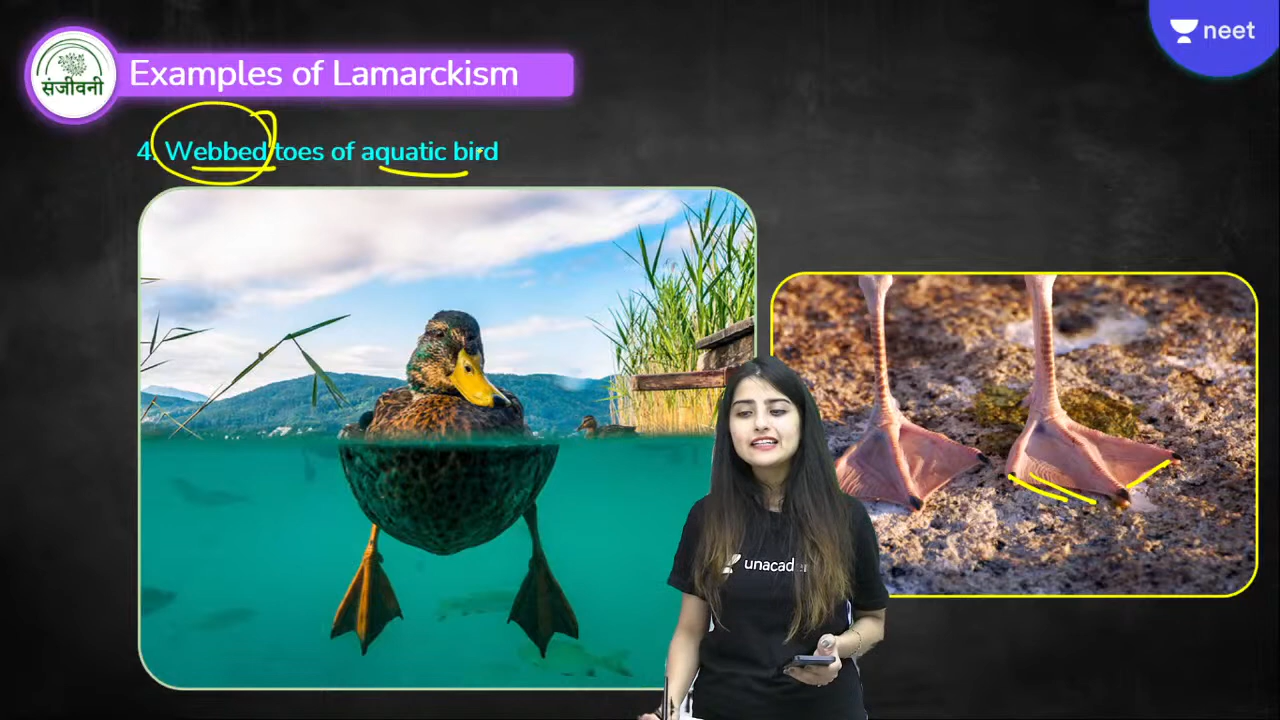 neet
संजीवनी
Examples of Lamarckism
4. Webbed toes of aquatic bird
unacad